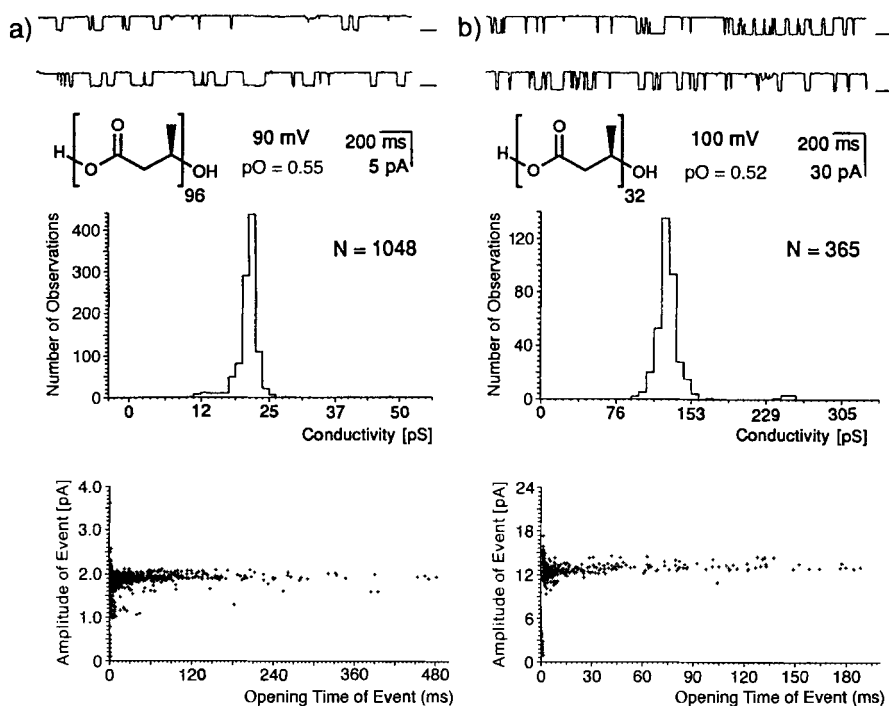 a)
O
H
O
OH
96
90 mV
pO = 0.55
200 ms
5 pA
Number of Observations
400
300
200
100
0
N = 1048
0
12
25
37
50
Conductivity [pS]
Amplitude of Event [pA]
4.0
3.0
2.0
1.0
0
0
120
240
360
480
Opening Time of Event (ms)
b)
O
H
O
OH
32
100 mV
pO = 0.52
200 ms
30 pA
Number of Observations
120
80
40
0
N = 365
0
76
153
229
305
Conductivity [pS]
Amplitude of Event [pA]
24
18
12
6
0
0
30
60
90
120
150
180
Opening Time of Event (ms)